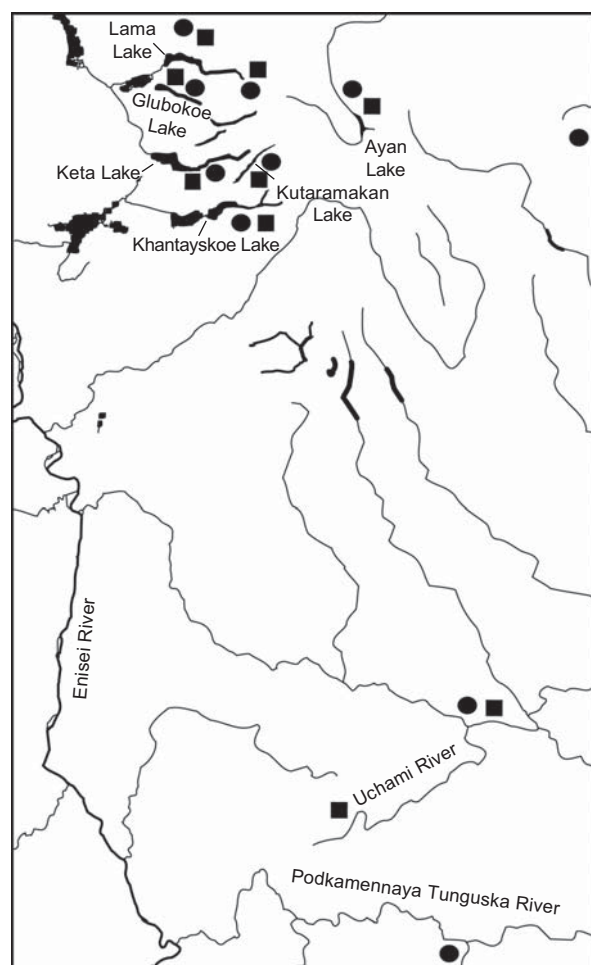 Lama
Lake
Glubokoe
Lake
Ayan
Lake
Keta Lake
Kutaramakan
Lake
Khantayskoe Lake
Enisei River
Uchami River
Podkamennaya Tunguska River